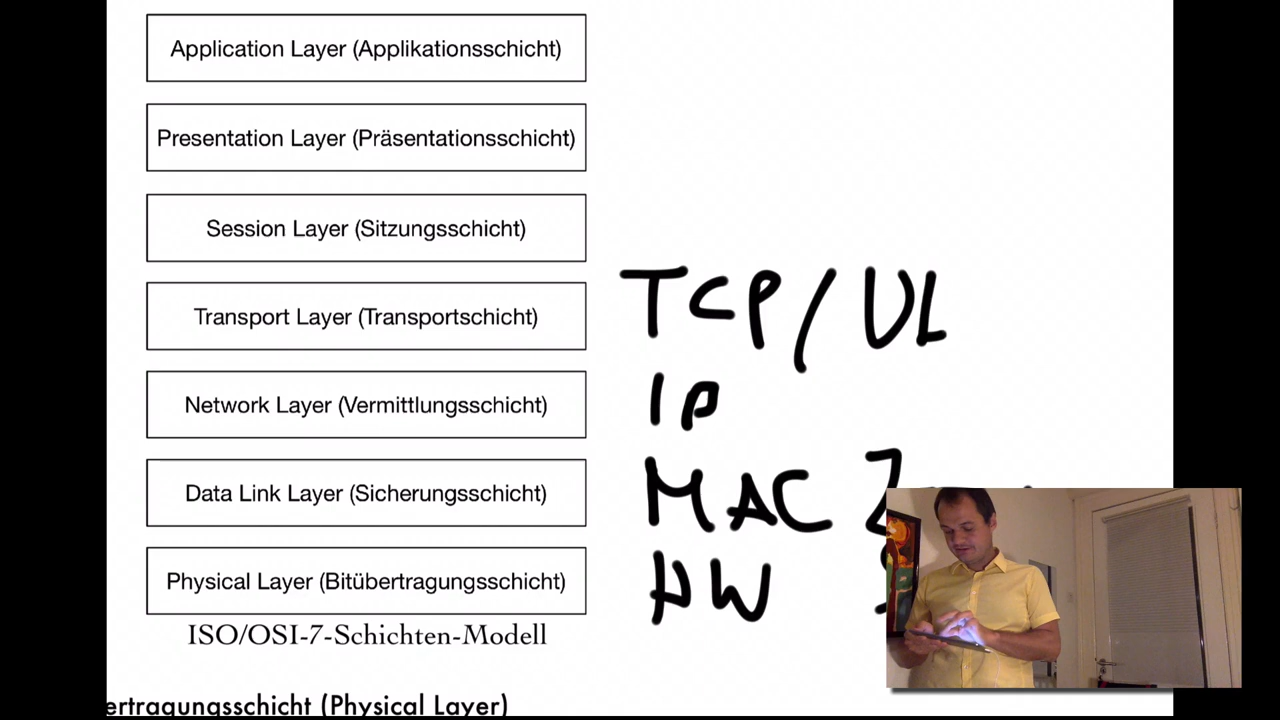 Application Layer (Applikationsschicht)
Presentation Layer (Präsentationsschicht)
Session Layer (Sitzungsschicht)
Transport Layer (Transportschicht) TCP/UL
Network Layer (Vermittlungsschicht) IP
Data Link Layer (Sicherungsschicht) MAC
Physical Layer (Bitübertragungsschicht) HW
ISO/OSI-7-Schichten-Modell
ertragungsschicht (Physical Layer)